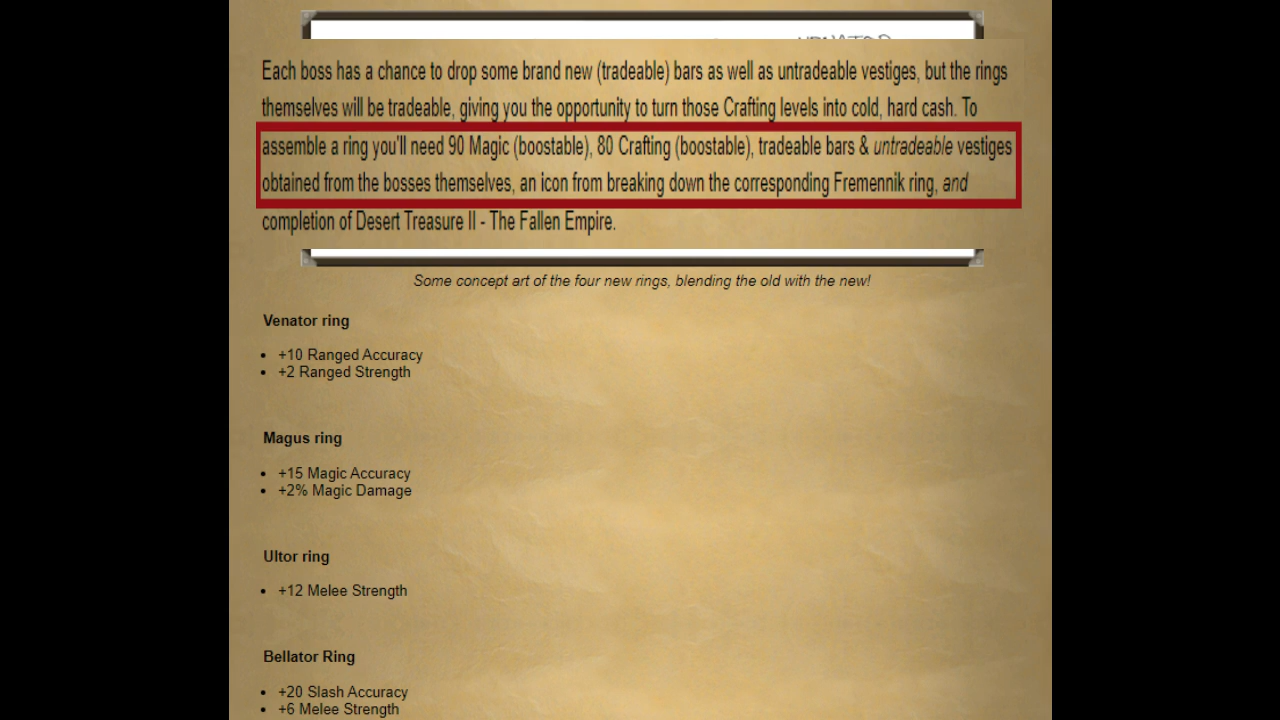 Each boss has a chance to drop some brand new (tradeable) bars as well as untradeable vestiges, but the rings
themselves will be tradeable, giving you the opportunity to turn those Crafting levels into cold, hard cash. To
assemble a ring you'll need 90 Magic (boostable), 80 Crafting (boostable), tradeable bars & untradeable vestiges
obtained from the bosses themselves, an icon from breaking down the corresponding Fremennik ring, and
completion of Desert Treasure II - The Fallen Empire.
Some concept art of the four new rings, blending the old with the new!
Venator ring
• +10 Ranged Accuracy
• +2 Ranged Strength
Magus ring
• +15 Magic Accuracy
• +2% Magic Damage
Ultor ring
• +12 Melee Strength
Bellator Ring
• +20 Slash Accuracy
• +6 Melee Strength